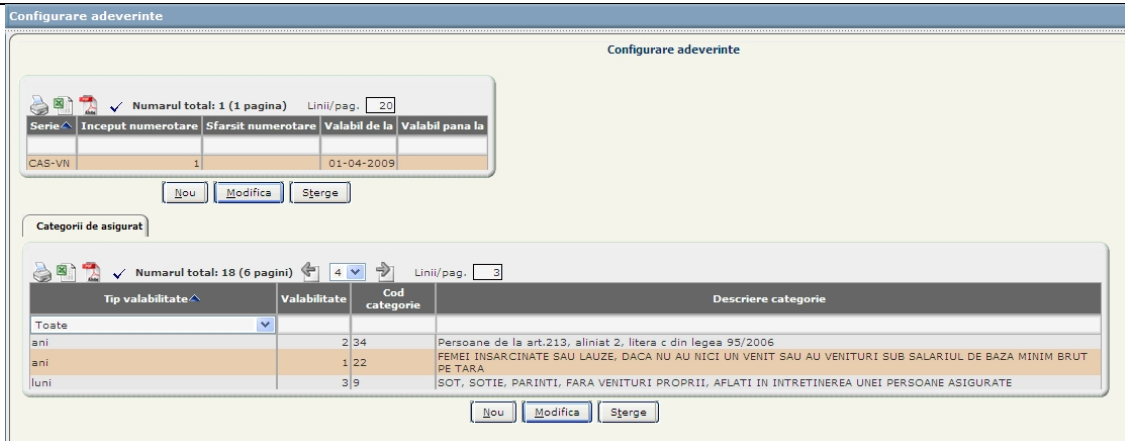 Configurare adeverinte
Configurare adeverinte
Numarul total: 1 (1 pagina) Linii/pag. 20
Serie Inceput numerotare Sfarsit numerotare Valabil de la Valabil pana la
CAS-VN 1 01-04-2009
Nou Modifica Sterge
Categorii de asigurat
Numarul total: 18 (6 pagini) 4 Linii/pag. 3
Tip valabilitate Valabilitate Cod categorie Descriere categorie
Toate
ani 2 34 Persoane de la art.213, aliniat 2, litera c din legea 95/2006
ani 1 22 FEMEI INSARCINATE SAU LAUZE, DACA NU AU NICI UN VENIT SAU AU VENITURI SUB SALARIUL DE BAZA MINIM BRUT
PE TARA
luni 3 9 SOT, SOTIE, PARINTI, FARA VENITURI PROPRII, AFLATI IN INTRETINEREA UNEI PERSOANE ASIGURATE
Nou Modifica Sterge